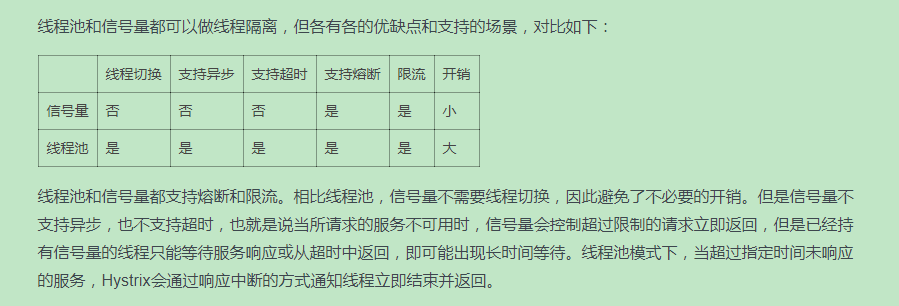 线程池和信号量都可以做线程隔离，但各有各的优缺点和支持的场景，对比如下：
线程切换 支持异步 支持超时 支持熔断 限流 开销
信号量 否 否 否 是 是 小
线程池 是 是 是 是 是 大
线程池和信号量都支持熔断和限流。相比线程池，信号量不需要线程切换，因此避免了不必要的开销。但是信号量不
支持异步，也不支持超时，也就是说当所请求的服务不可用时，信号量会控制超过限制的请求立即返回，但是已经持
有信号量的线程只能等待服务响应或从超时中返回，即可能出现长时间等待。线程池模式下，当超过指定时间未响应
的服务，Hystrix会通过响应中断的方式通知线程立即结束并返回。